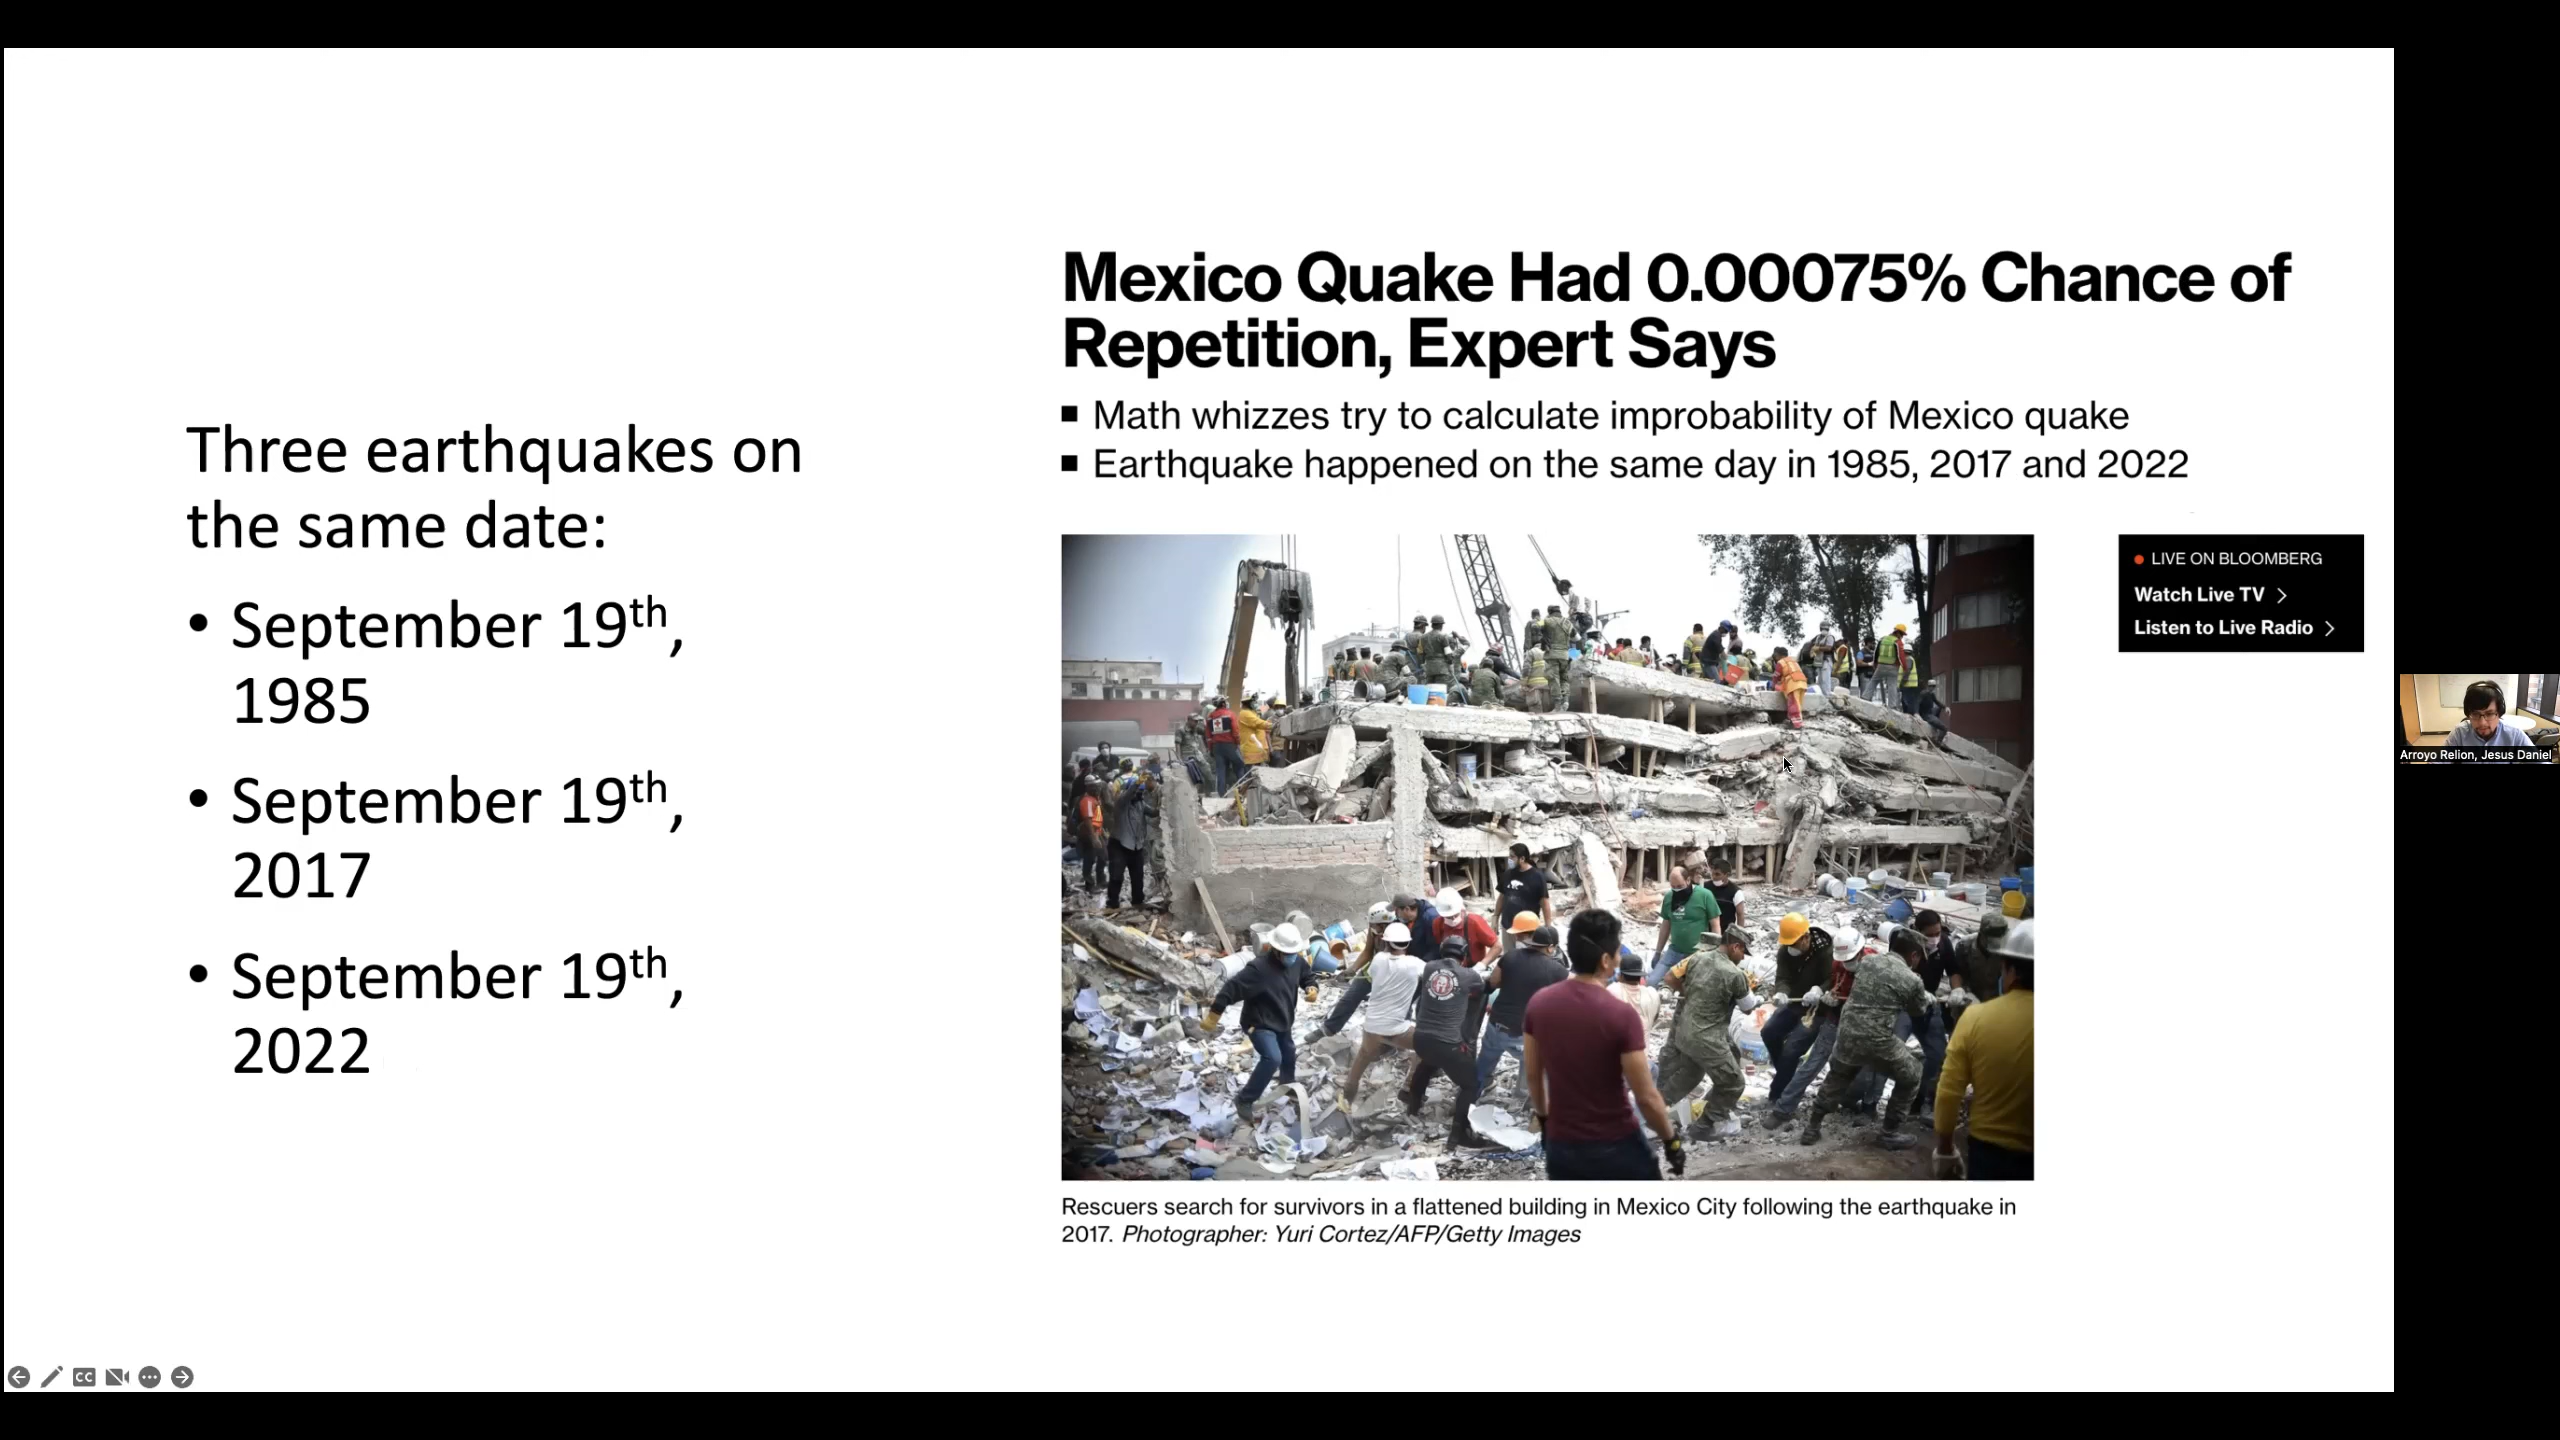 Three earthquakes on
the same date:
• September 19th,
1985
• September 19th,
2017
• September 19th,
2022
Mexico Quake Had 0.00075% Chance of
Repetition, Expert Says
■ Math whizzes try to calculate improbability of Mexico quake
■ Earthquake happened on the same day in 1985, 2017 and 2022
LIVE ON BLOOMBERG
Watch Live TV >
Listen to Live Radio >
Rescuers search for survivors in a flattened building in Mexico City following the earthquake in
2017. Photographer: Yuri Cortez/AFP/Getty Images
Arroyo Relion, Jesus Daniel
CC